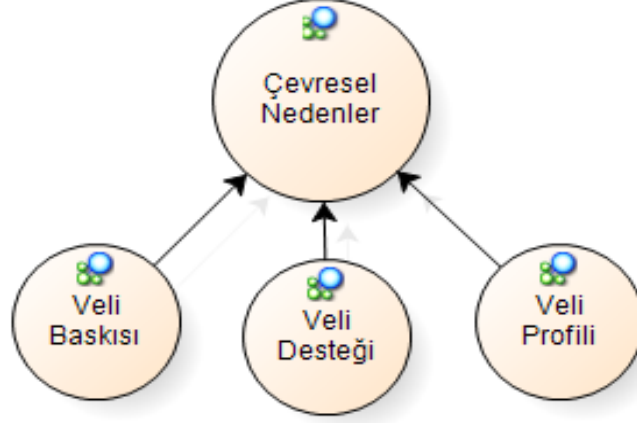 Çevresel
Nedenler
Veli
Baskısı
Veli
Desteği
Veli
Profili